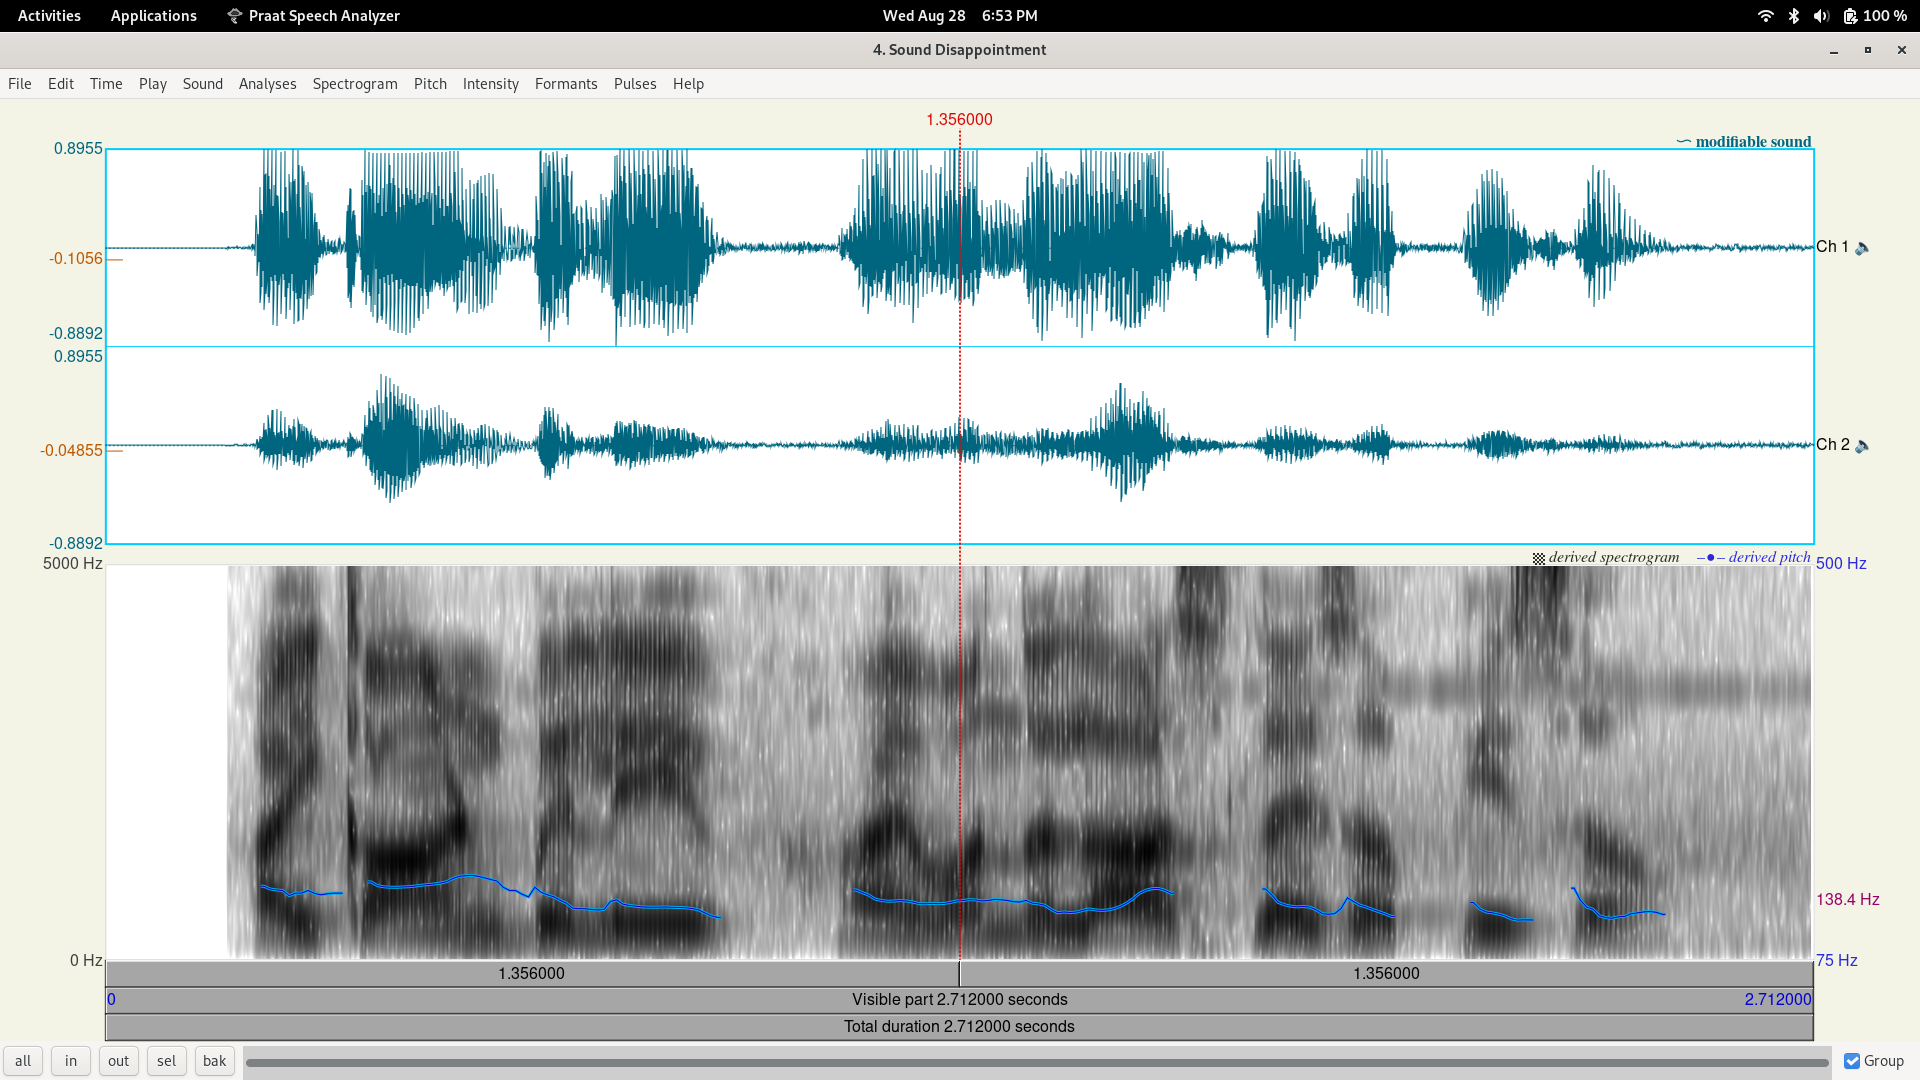 Activities Applications Praat Speech Analyzer Wed Aug 28 6:53 PM 100 %
4. Sound Disappointment
File Edit Time Play Sound Analyses Spectrogram Pitch Intensity Formants Pulses Help
1.356000
modifiable sound
0.8955
-0.1056
Ch 1
-0.8892
0.8955
-0.04855
Ch 2
-0.8892
derived spectrogram derived pitch
5000 Hz
500 Hz
138.4 Hz
0 Hz
75 Hz
1.356000 1.356000
0 Visible part 2.712000 seconds 2.712000
Total duration 2.712000 seconds
all in out sel bak Group